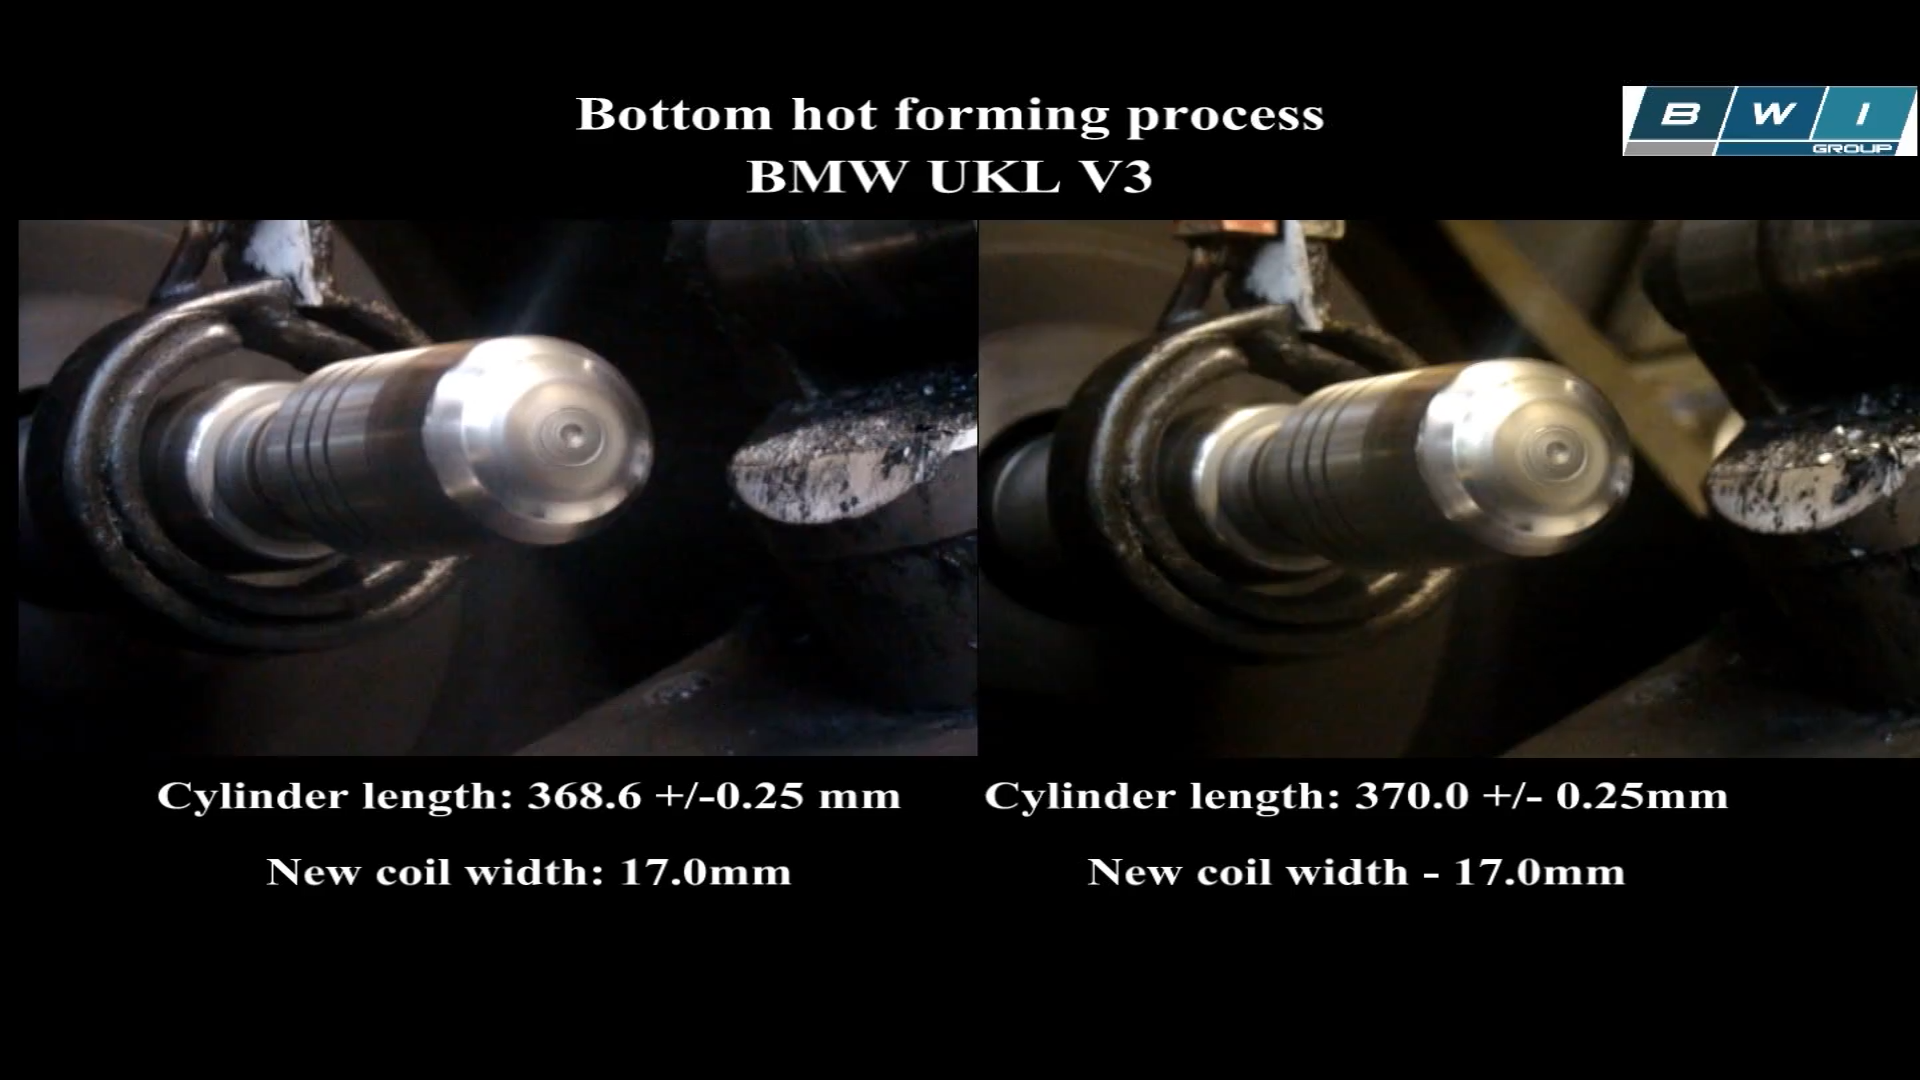 Bottom hot forming process
BMW UKL V3
B W I
GROUP
Cylinder length: 368.6 +/-0.25 mm
New coil width: 17.0mm
Cylinder length: 370.0 +/- 0.25mm
New coil width - 17.0mm